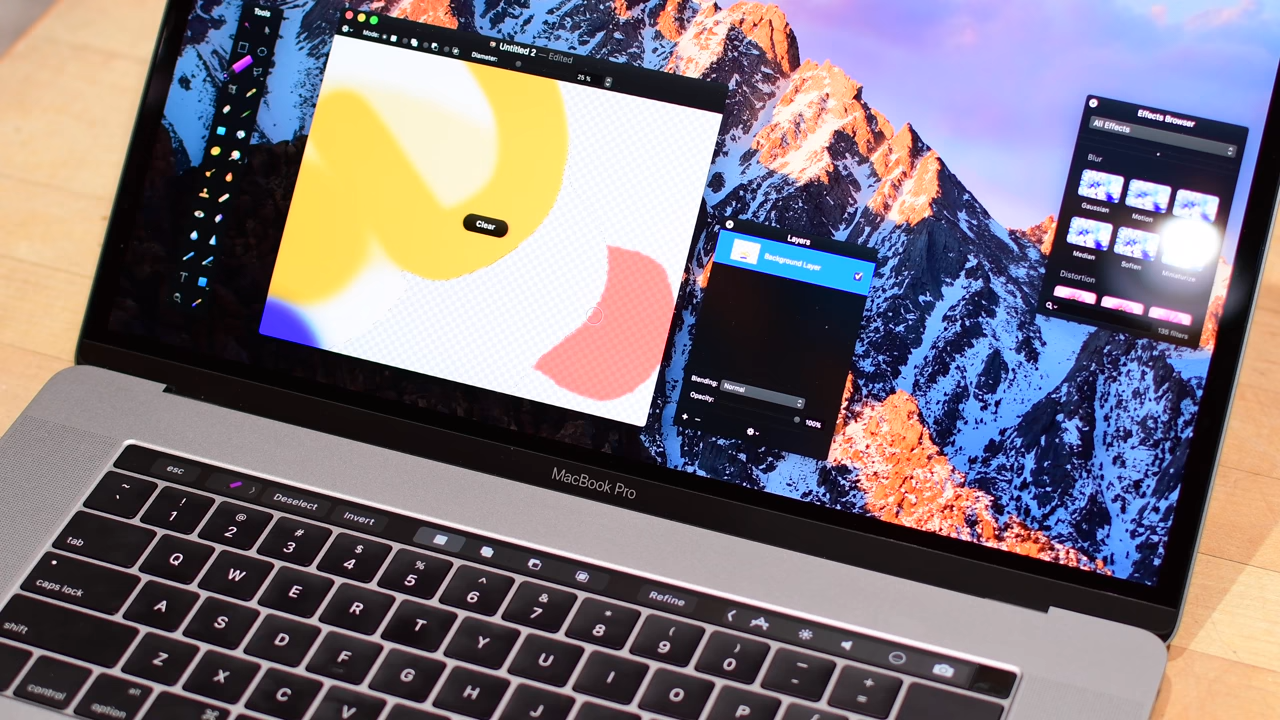 Tools
Mode:
Untitled 2 — Edited
Diameter:
25 %
Clear
Layers
Background Layer
Blending: Normal
Opacity:
100%
Effects Browser
All Effects
Blur
Gaussian
Motion
Median
Soften
Miniaturize
Distortion
135 filters
MacBook Pro
esc
Deselect
Invert
Refine
~ `
! 1
@ 2
# 3
$ 4
% 5
^ 6
& 7
* 8
( 9
) 0
+ =
tab
Q W E R T Y U I O P
caps lock
A S D F G H J
shift
Z X C V
control
alt option
⌘